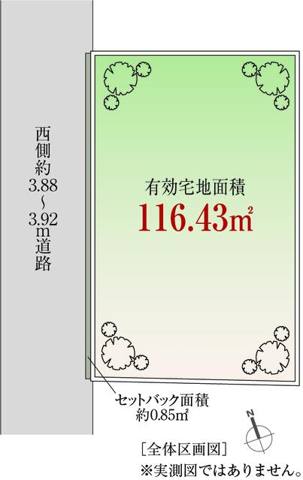 西側約3.88〜3.92m道路
有効宅地面積
116.43㎡
セットバック面積
約0.85㎡
N
［全体区画図］
※実測図ではありません。